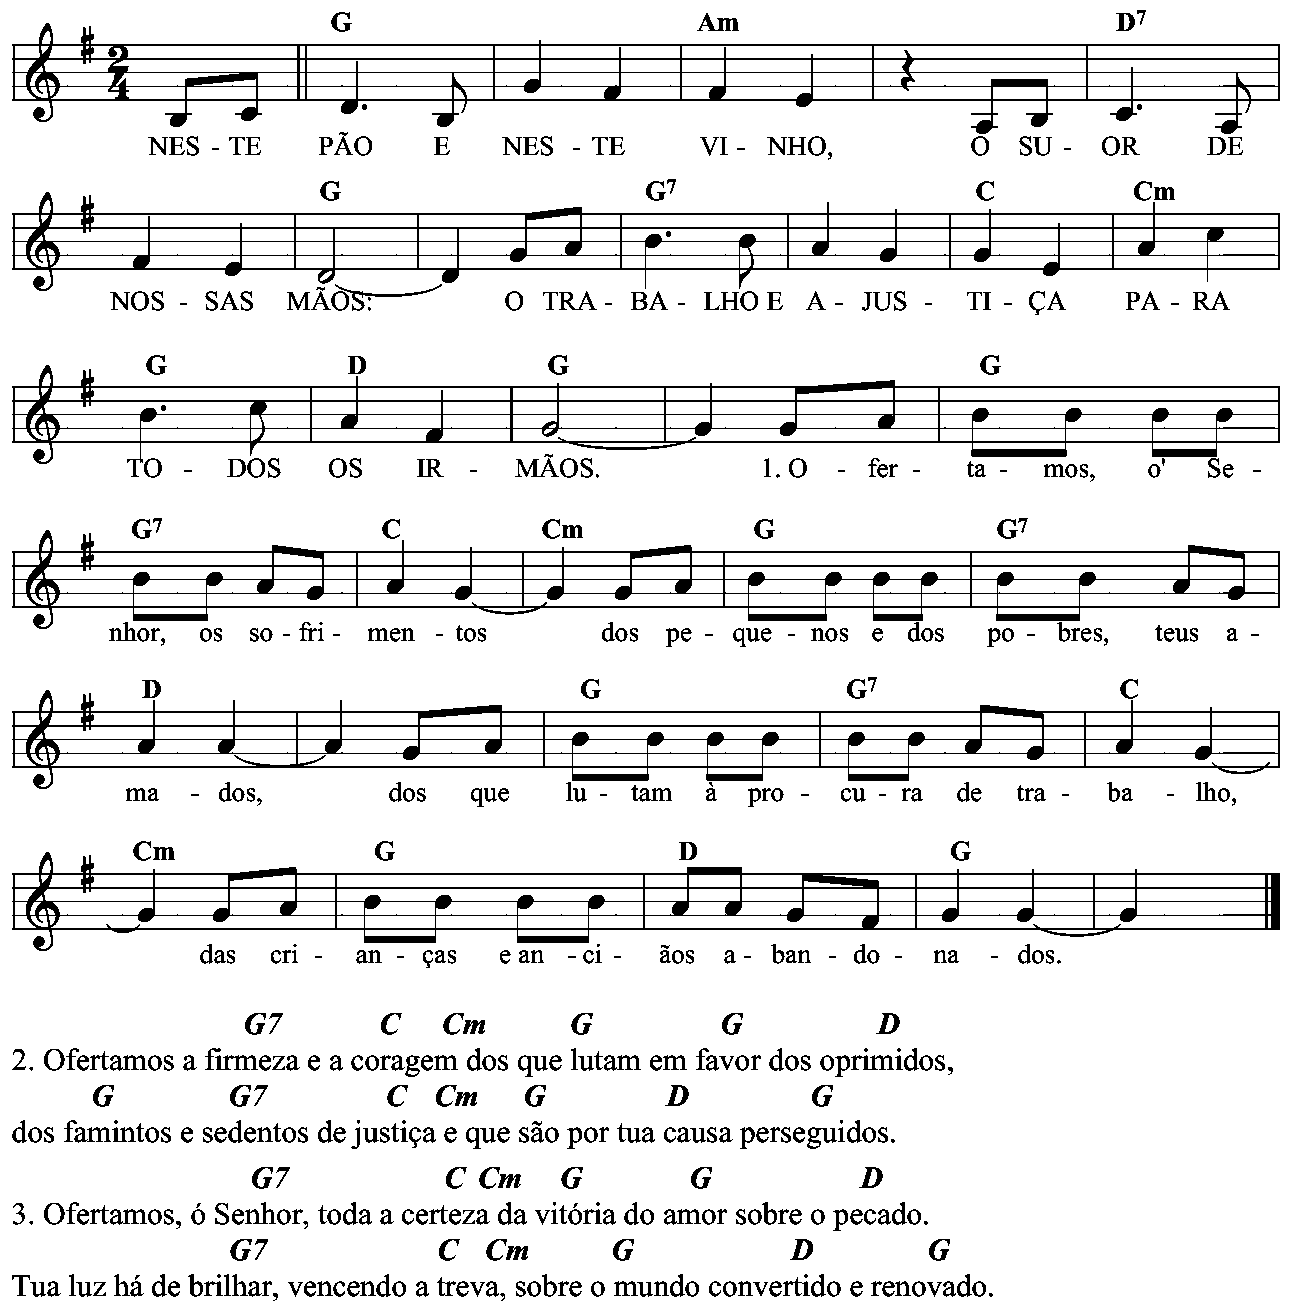 G Am D7
2
4
NES - TE PÃO E NES - TE VI - NHO, O SU - OR DE
G G7 C Cm
NOS - SAS MÃOS: O TRA - BA - LHO E A - JUS - TI - ÇA PA - RA
G D G G
TO - DOS OS IR - MÃOS. 1. O - fer - ta - mos, o' Se -
G7 C Cm G G7
nhor, os so - fri - men - tos dos pe - que - nos e dos po - bres, teus a -
D G G7 C
ma - dos, dos que lu - tam à pro - cu - ra de tra - ba - lho,
Cm G D G
das cri - an - ças e an - ci - ãos a - ban - do - na - dos.
G7 C Cm G G D
2. Ofertamos a firmeza e a coragem dos que lutam em favor dos oprimidos,
G G7 C Cm G D G
dos famintos e sedentos de justiça e que são por tua causa perseguidos.
G7 C Cm G G D
3. Ofertamos, ó Senhor, toda a certeza da vitória do amor sobre o pecado.
G7 C Cm G D G
Tua luz há de brilhar, vencendo a treva, sobre o mundo convertido e renovado.